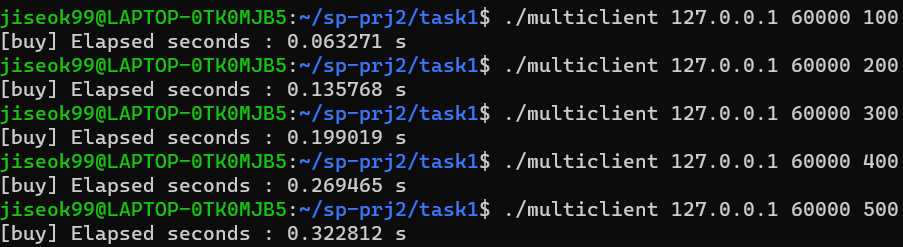 jiseok99@LAPTOP-0TK0MJB5:~/sp-prj2/task1$ ./multiclient 127.0.0.1 60000 100
[buy] Elapsed seconds : 0.063271 s
jiseok99@LAPTOP-0TK0MJB5:~/sp-prj2/task1$ ./multiclient 127.0.0.1 60000 200
[buy] Elapsed seconds : 0.135768 s
jiseok99@LAPTOP-0TK0MJB5:~/sp-prj2/task1$ ./multiclient 127.0.0.1 60000 300
[buy] Elapsed seconds : 0.199019 s
jiseok99@LAPTOP-0TK0MJB5:~/sp-prj2/task1$ ./multiclient 127.0.0.1 60000 400
[buy] Elapsed seconds : 0.269465 s
jiseok99@LAPTOP-0TK0MJB5:~/sp-prj2/task1$ ./multiclient 127.0.0.1 60000 500
[buy] Elapsed seconds : 0.322812 s